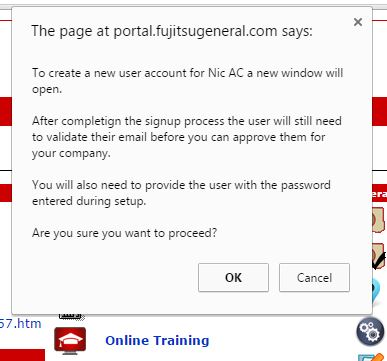 The page at portal.fujitsugeneral.com says:
To create a new user account for Nic AC a new window will
open.
After completign the signup process the user will still need
to validate their email before you can approve them for
your company.
You will also need to provide the user with the password
entered during setup.
Are you sure you want to proceed?
OK
Cancel
57.htm
Online Training